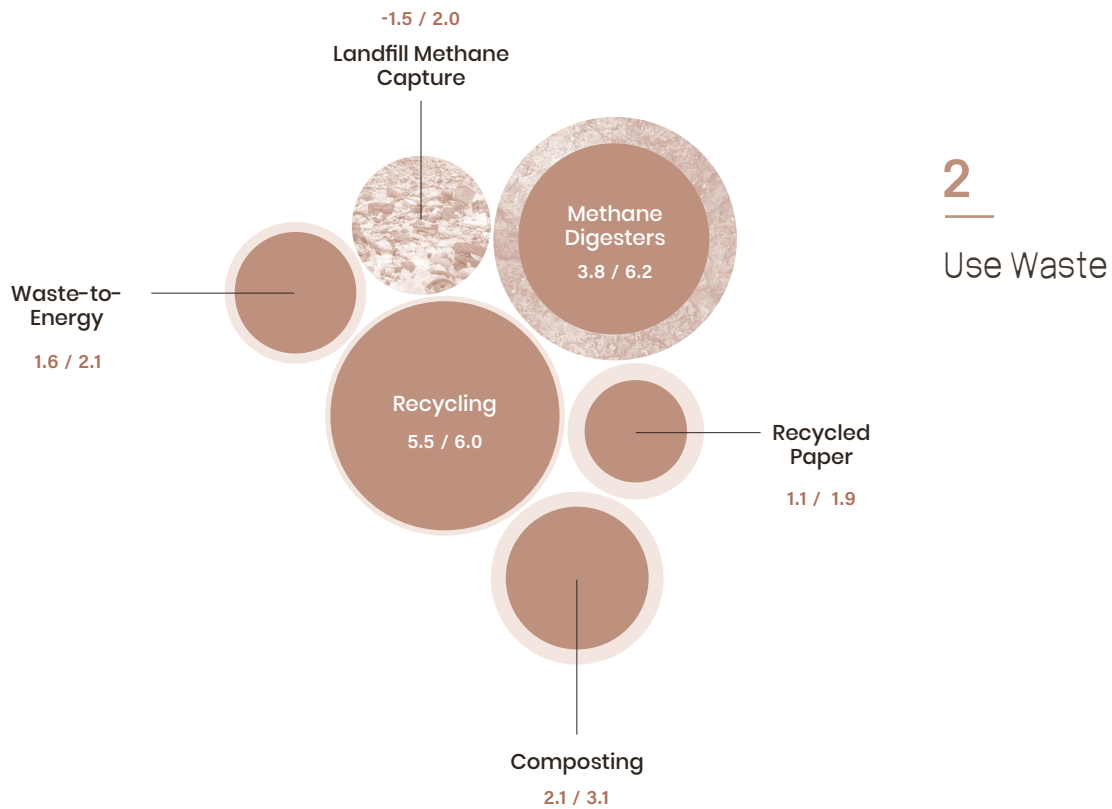 -1.5 / 2.0
Landfill Methane
Capture
Methane
Digesters
3.8 / 6.2
2
Use Waste
Waste-to-
Energy
1.6 / 2.1
Recycling
5.5 / 6.0
Recycled
Paper
1.1 / 1.9
Composting
2.1 / 3.1